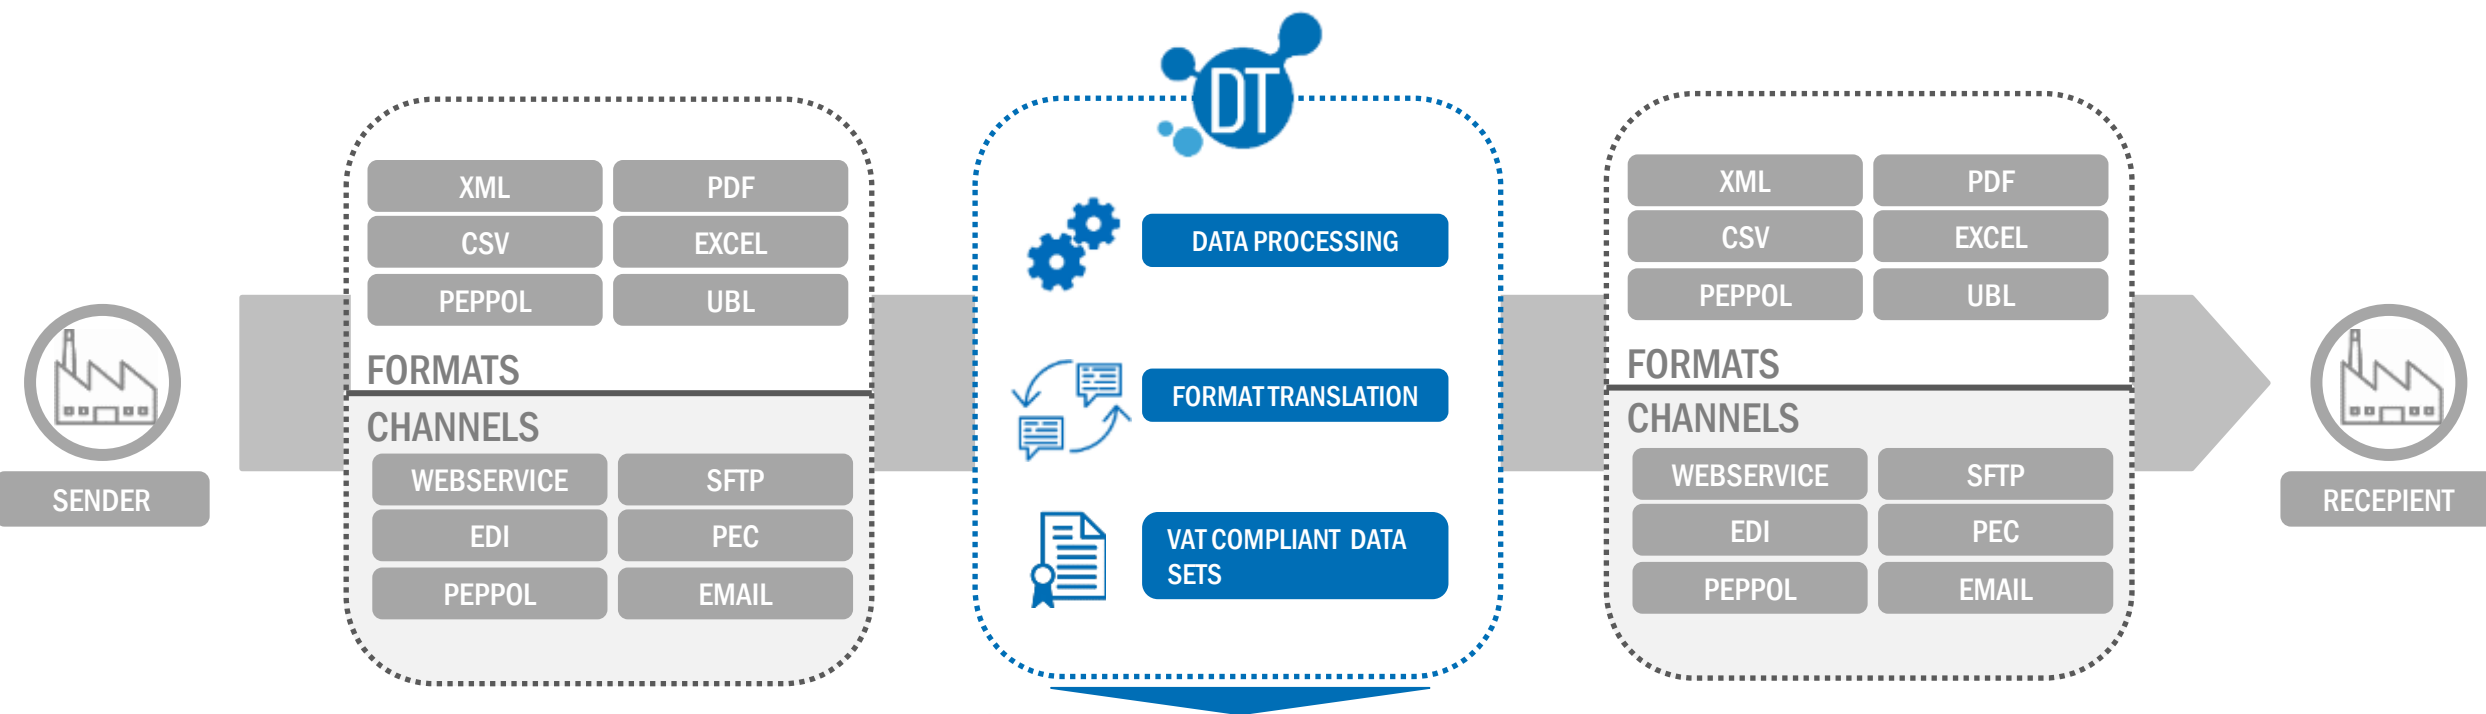 DT
XML
PDF
CSV
EXCEL
PEPPOL
UBL
FORMATS
CHANNELS
WEBSERVICE
SFTP
EDI
PEC
PEPPOL
EMAIL
SENDER
DATA PROCESSING
FORMAT TRANSLATION
VAT COMPLIANT DATA
SETS
XML
PDF
CSV
EXCEL
PEPPOL
UBL
FORMATS
CHANNELS
WEBSERVICE
SFTP
EDI
PEC
PEPPOL
EMAIL
RECEPIENT